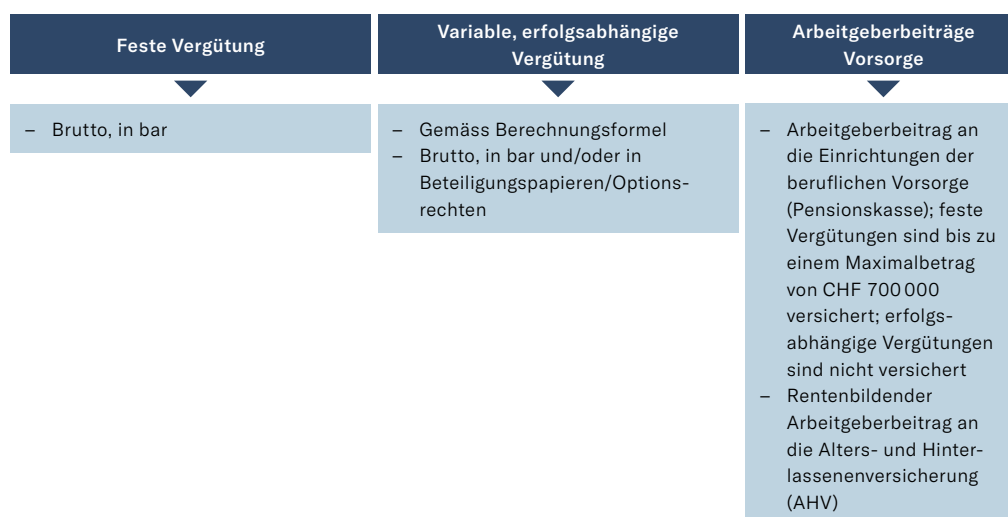 Feste Vergütung
– Brutto, in bar
Variable, erfolgsabhängige
Vergütung
– Gemäss Berechnungsformel
– Brutto, in bar und/oder in
Beteiligungspapieren/Options-
rechten
Arbeitgeberbeiträge
Vorsorge
– Arbeitgeberbeitrag an
die Einrichtungen der
beruflichen Vorsorge
(Pensionskasse); feste
Vergütungen sind bis zu
einem Maximalbetrag
von CHF 700 000
versichert; erfolgs-
abhängige Vergütungen
sind nicht versichert
– Rentenbildender
Arbeitgeberbeitrag an
die Alters- und Hinter-
lassenenversicherung
(AHV)